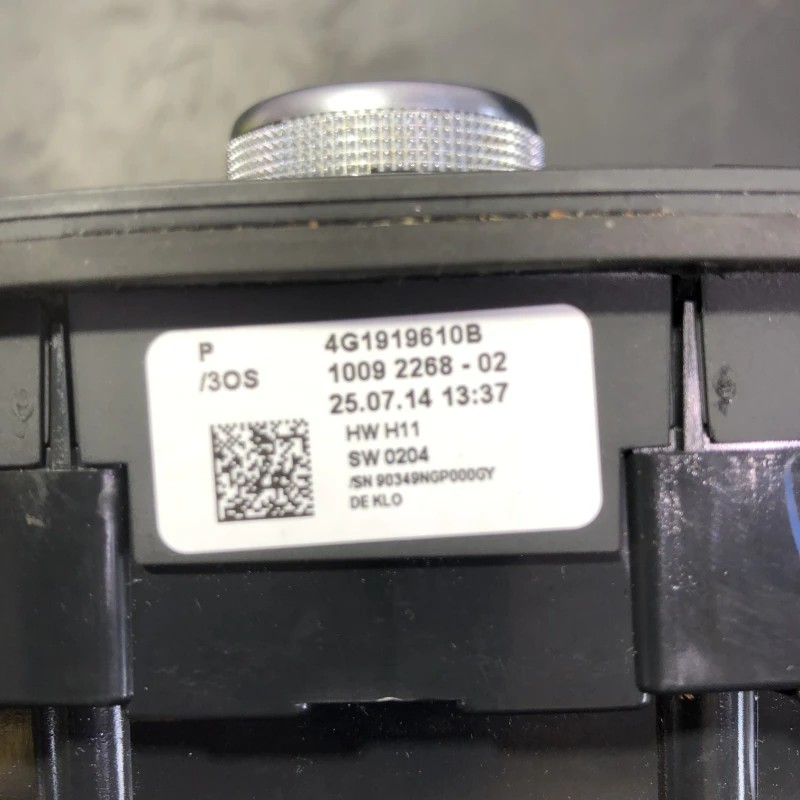 P
/3OS
4G1919610B
1009 2268 - 02
25.07.14 13:37
HW H11
SW 0204
/SN 90349NGP000GY
DE KLO